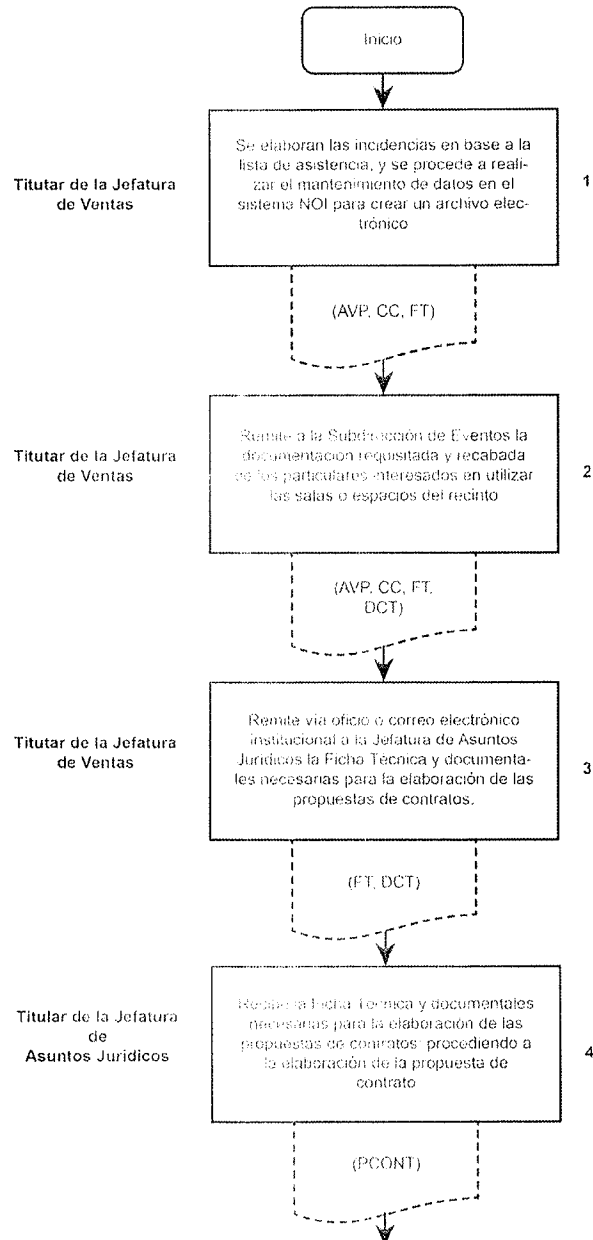 Inicio
Titutar de la Jefatura
de Ventas
Se elaboran las incidencias en base a la
lista de asistencia, y se procede a reali-
zar el mantenimiento de datos en el
sistema NOI para crear un archivo elec-
trónico
1
(AVP, CC, FT)
Titutar de la Jefatura
de Ventas
Remite a la Subdirección de Eventos la
documentación requisitada y recabada
de los particulares interesados en utilizar
las salas o espacios del recinto
2
(AVP, CC, FT,
DCT)
Titutar de la Jefatura
de Ventas
Remite vía oficio o correo electrónico
institucional a la Jefatura de Asuntos
Jurídicos la Ficha Técnica y documenta-
les necesarias para la elaboración de las
propuestas de contratos.
3
(FT, DCT)
Titular de la Jefatura
de
Asuntos Jurídicos
Recibe la Ficha Técnica y documentales
necesarias para la elaboración de las
propuestas de contratos procediendo a
la elaboración de la propuesta de
contrato
4
(PCONT)